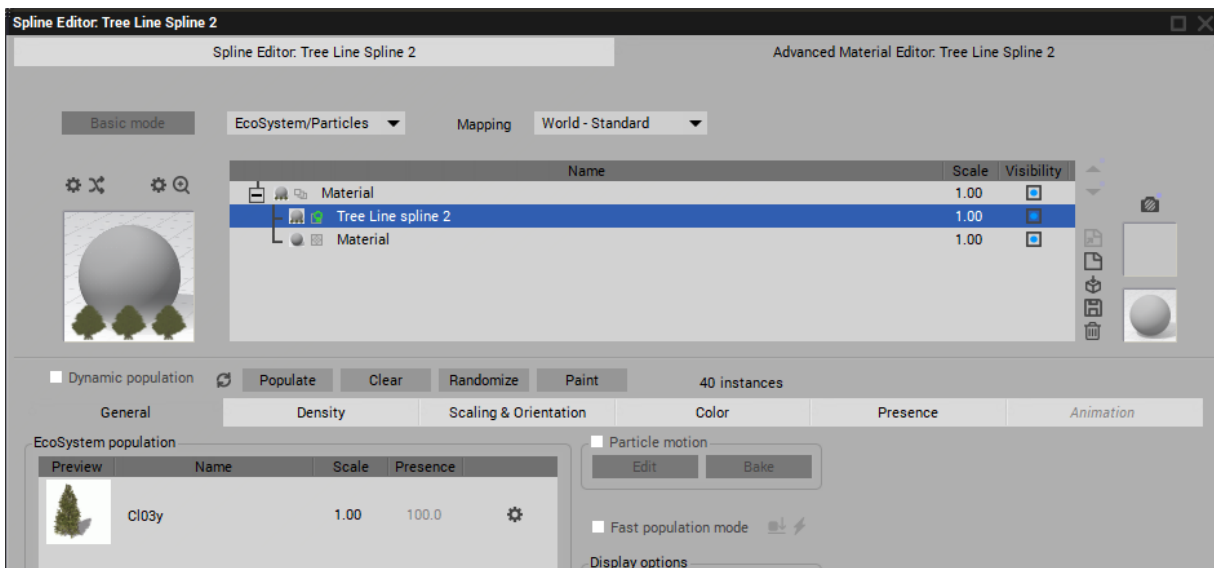 Spline Editor: Tree Line Spline 2
Spline Editor: Tree Line Spline 2 Advanced Material Editor: Tree Line Spline 2
Basic mode EcoSystem/Particles Mapping World - Standard
Name Scale Visibility
Material 1.00
Tree Line spline 2 1.00
Material 1.00
Dynamic population Populate Clear Randomize Paint 40 instances
General Density Scaling & Orientation Color Presence Animation
EcoSystem population Particle motion
Preview Name Scale Presence Edit Bake
Cl03y 1.00 100.0
Fast population mode
Display options